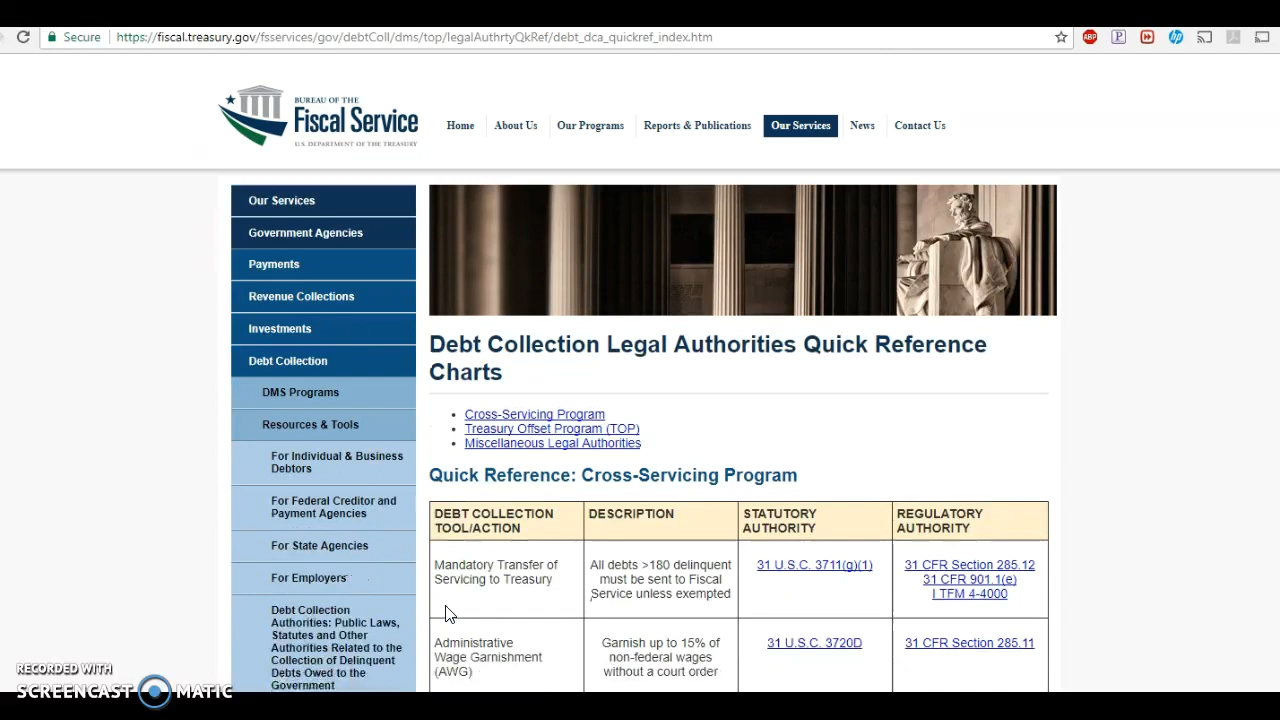 Secure
https://fiscal.treasury.gov/fsservices/gov/debtColl/dms/top/legalAuthrtyQkRef/debt_dca_quickref_index.htm
ABP
P
hp
BUREAU OF THE
Fiscal Service
U.S. DEPARTMENT OF THE TREASURY
Home
About Us
Our Programs
Reports & Publications
Our Services
News
Contact Us
Our Services
Government Agencies
Payments
Revenue Collections
Investments
Debt Collection
DMS Programs
Resources & Tools
For Individual & Business
Debtors
For Federal Creditor and
Payment Agencies
For State Agencies
For Employers
Debt Collection
Authorities: Public Laws,
Statutes and Other
Authorities Related to the
Collection of Delinquent
Debts Owed to the
Government
Debt Collection Legal Authorities Quick Reference
Charts
• Cross-Servicing Program
• Treasury Offset Program (TOP)
• Miscellaneous Legal Authorities
Quick Reference: Cross-Servicing Program
DEBT COLLECTION
TOOL/ACTION
DESCRIPTION
STATUTORY
AUTHORITY
REGULATORY
AUTHORITY
Mandatory Transfer of
Servicing to Treasury
All debts >180 delinquent
must be sent to Fiscal
Service unless exempted
31 U.S.C. 3711(g)(1)
31 CFR Section 285.12
31 CFR 901.1(e)
I TFM 4-4000
Administrative
Wage Garnishment
(AWG)
Garnish up to 15% of
non-federal wages
without a court order
31 U.S.C. 3720D
31 CFR Section 285.11
RECORDED WITH
SCREENCAST MATIC